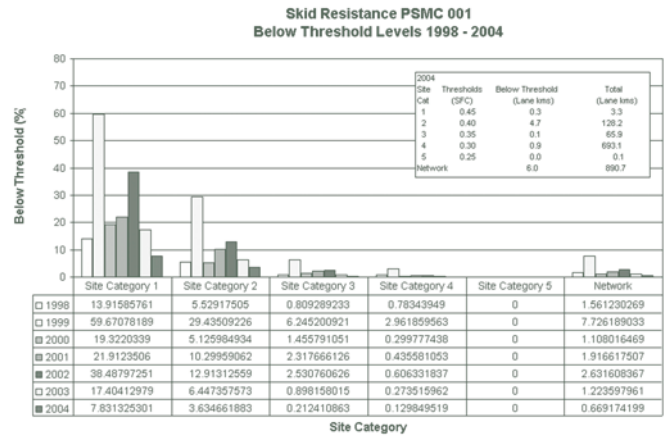 Skid Resistance PSMC 001
Below Threshold Levels 1998 - 2004
Below Threshold (%
80
70
60
50
40
30
20
10
0
2004
Site Thresholds Below Threshold Total
Cat (SFC) (Lane kms) (Lane kms)
1 0.45 0.3 3.3
2 0.40 4.7 128.2
3 0.35 0.1 65.9
4 0.30 0.9 693.1
5 0.25 0.0 0.1
Network 6.0 890.7
Site Category 1 Site Category 2 Site Category 3 Site Category 4 Site Category 5 Network
1998 13.91585761 5.52917505 0.809289233 0.78343949 0 1.561230269
1999 59.67078189 29.43509226 6.245200921 2.961859563 0 7.726189033
2000 19.3220339 5.125984934 1.455791051 0.299777438 0 1.108016469
2001 21.9123506 10.29959062 2.317666126 0.435581053 0 1.916617507
2002 38.48797251 12.91312559 2.530760626 0.606331837 0 2.631608367
2003 17.40412979 6.447357573 0.898158015 0.273515962 0 1.223597961
2004 7.831325301 3.634661883 0.212410863 0.129849519 0 0.669174199
Site Category